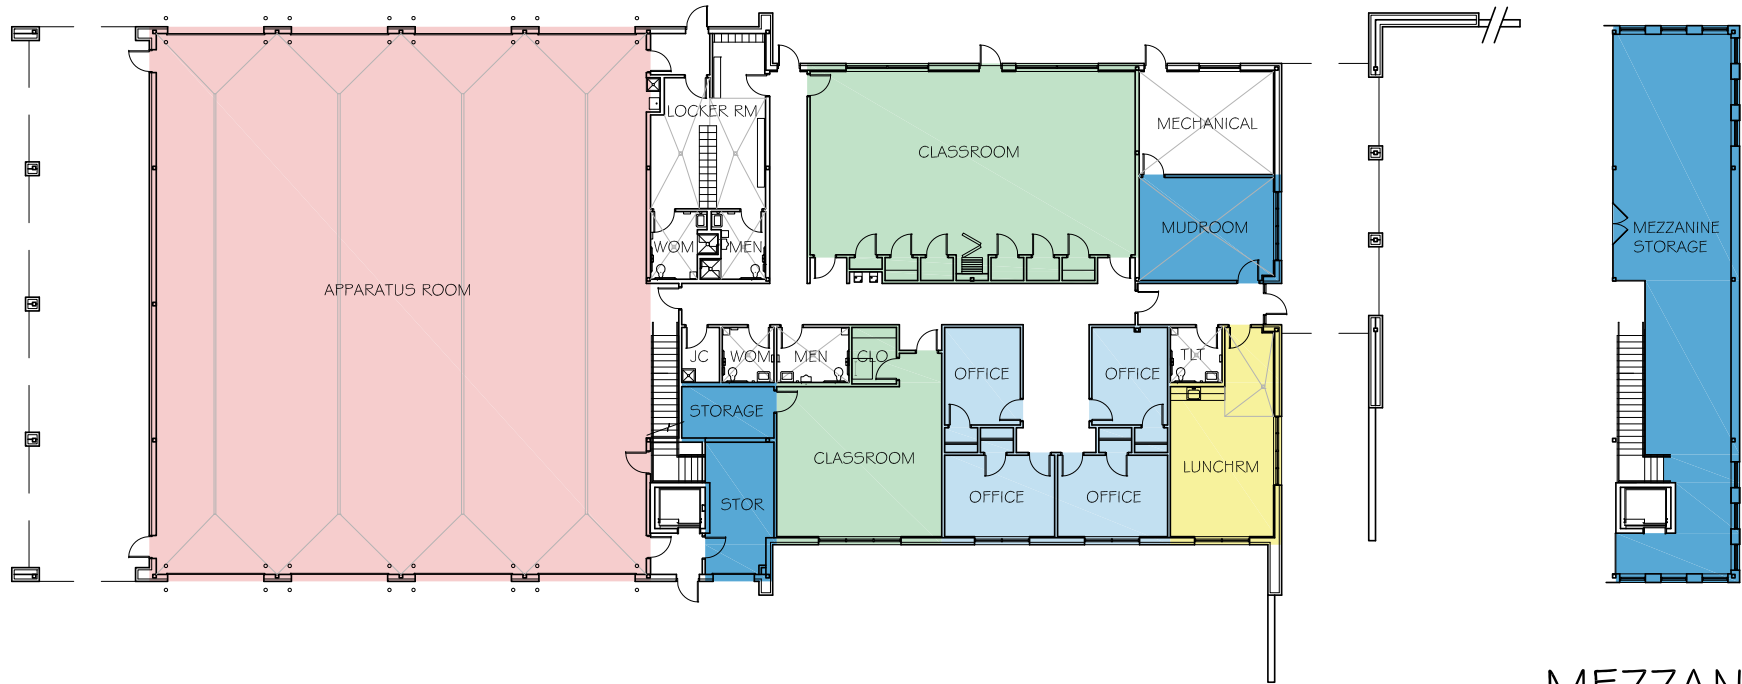 LOCKER RM
MECHANICAL
CLASSROOM
MUDROOM
MEZZANINE
STORAGE
WOM
MEN
APPARATUS ROOM
JC
WOM
MEN
CLO
TLT
OFFICE
OFFICE
STORAGE
CLASSROOM
LUNCHRM
OFFICE
OFFICE
STOR